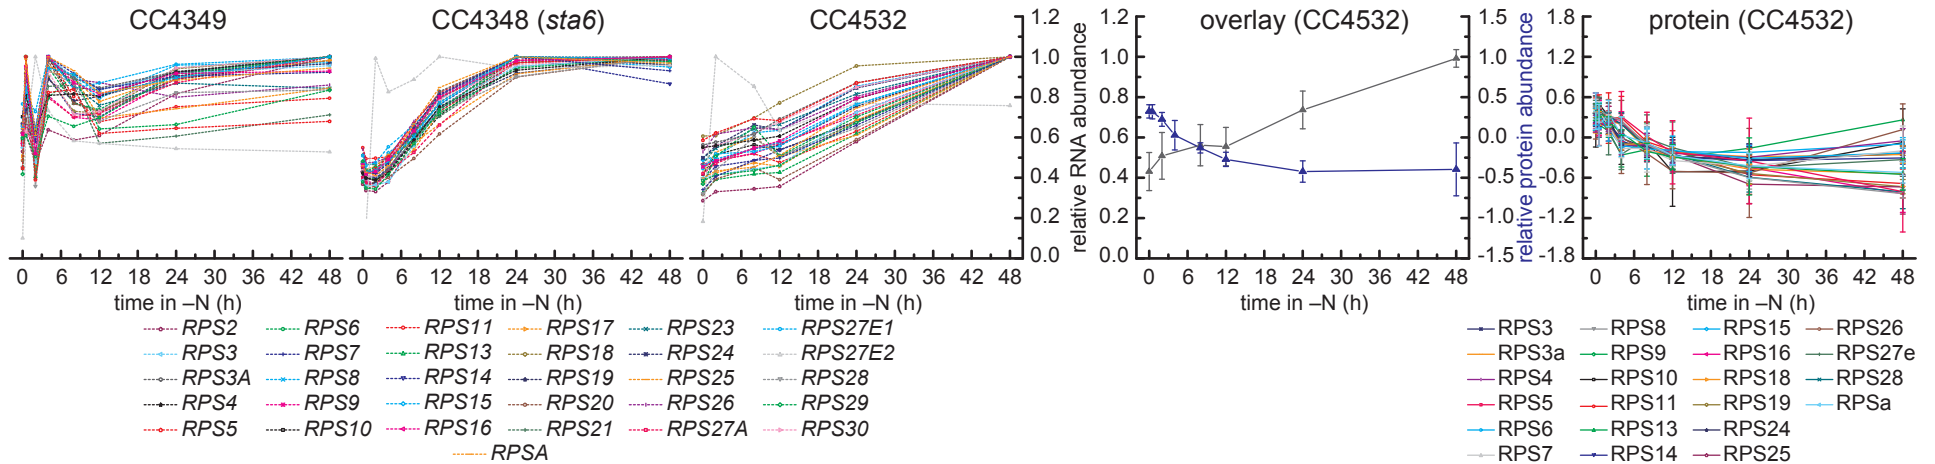 CC4349
CC4348 (sta6)
CC4532
overlay (CC4532)
protein (CC4532)
1.2
1.0
0.8
0.6
0.4
0.2
0.0
relative RNA abundance
1.2
1.0
0.8
0.6
0.4
0.2
0.0
1.5
1.0
0.5
0.0
-0.5
-1.0
-1.5
relative protein abundance
1.8
1.2
0.6
0.0
-0.6
-1.2
-1.8
0 6 12 18 24 30 36 42 48
0 6 12 18 24 30 36 42 48
0 6 12 18 24 30 36 42 48
0 6 12 18 24 30 36 42 48
0 6 12 18 24 30 36 42 48
time in –N (h)
time in –N (h)
time in –N (h)
time in –N (h)
time in –N (h)
RPS2 RPS6 RPS11 RPS17 RPS23 RPS27E1
RPS3 RPS7 RPS13 RPS18 RPS24 RPS27E2
RPS3A RPS8 RPS14 RPS19 RPS25 RPS28
RPS4 RPS9 RPS15 RPS20 RPS26 RPS29
RPS5 RPS10 RPS16 RPS21 RPS27A RPS30
RPSA
RPS3 RPS8 RPS15 RPS26
RPS3a RPS9 RPS16 RPS27e
RPS4 RPS10 RPS18 RPS28
RPS5 RPS11 RPS19 RPSa
RPS6 RPS13 RPS24
RPS7 RPS14 RPS25